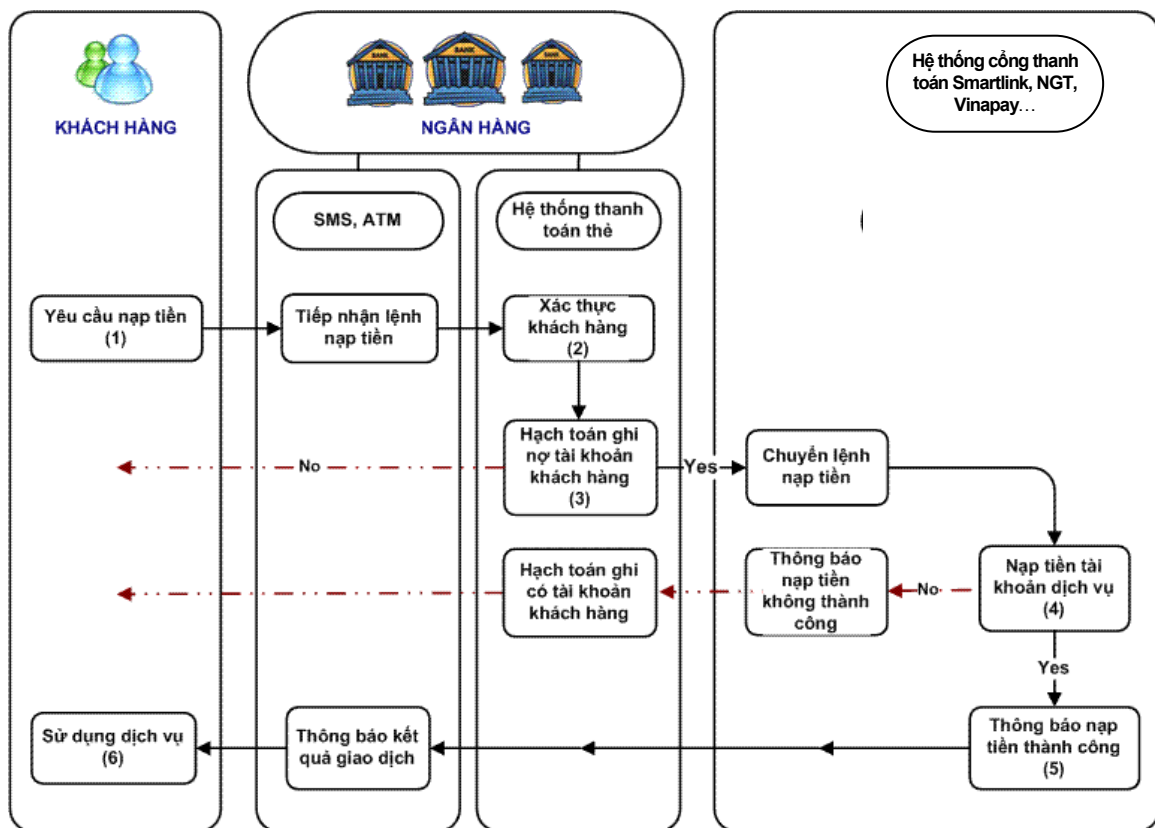 BANK
BANK
BANK
KHÁCH HÀNG
NGÂN HÀNG
Hệ thống cổng thanh
toán Smartlink, NGT,
Vinapay…
SMS, ATM
Hệ thống thanh
toán thẻ
Yêu cầu nạp tiền
(1)
Tiếp nhận lệnh
nạp tiền
Xác thực
khách hàng
(2)
No
Hạch toán ghi
nợ tài khoản
khách hàng
(3)
Yes
Chuyển lệnh
nạp tiền
Hạch toán ghi
có tài khoản
khách hàng
Thông báo
nạp tiền
không thành
công
No
Nạp tiền tài
khoản dịch vụ
(4)
Yes
Sử dụng dịch vụ
(6)
Thông báo kết
quả giao dịch
Thông báo nạp
tiền thành công
(5)